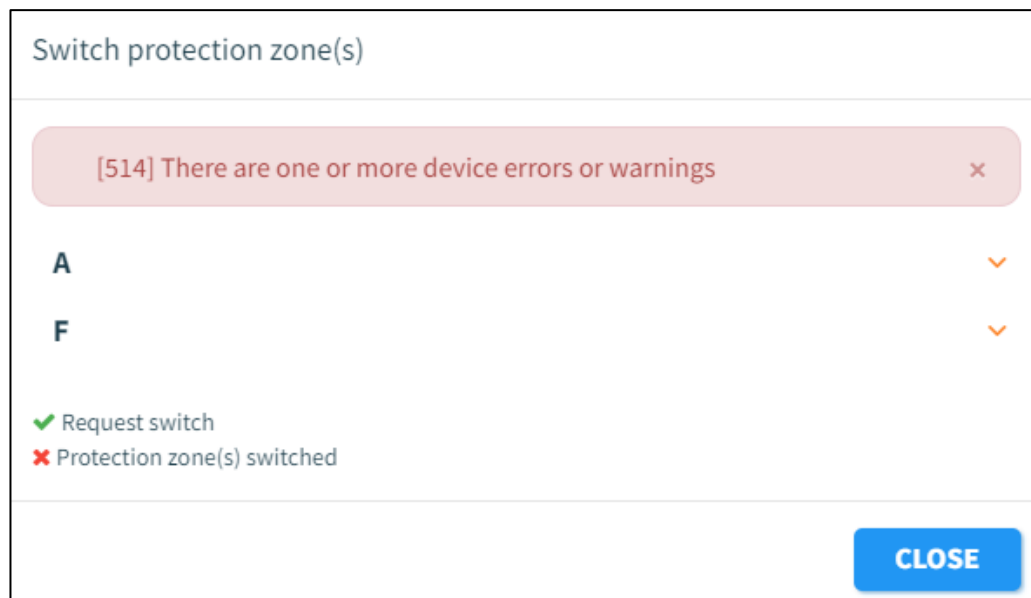 Switch protection zone(s)
[514] There are one or more device errors or warnings ×
A
F
✔ Request switch
✖ Protection zone(s) switched
CLOSE